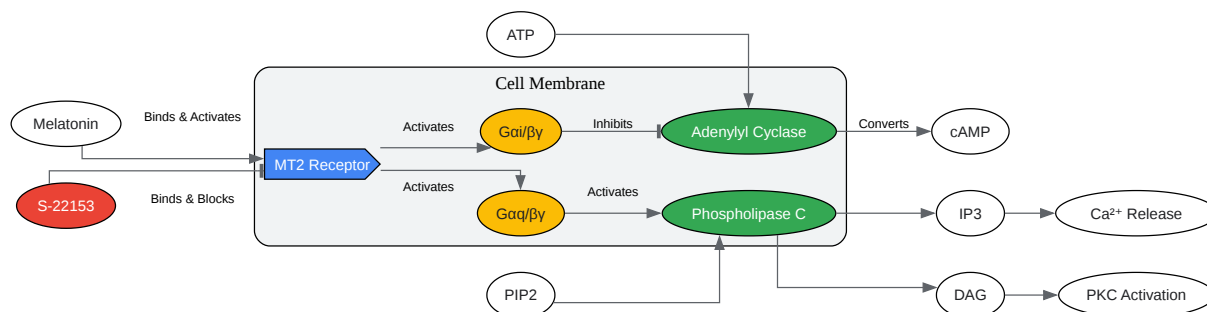 ATP
Cell Membrane
Melatonin
Binds & Activates
Activates
Gαi/βγ
Inhibits
Adenylyl Cyclase
Converts
cAMP
MT2 Receptor
S-22153
Binds & Blocks
Activates
Gαq/βγ
Activates
Phospholipase C
IP3
Ca²⁺ Release
PIP2
DAG
PKC Activation